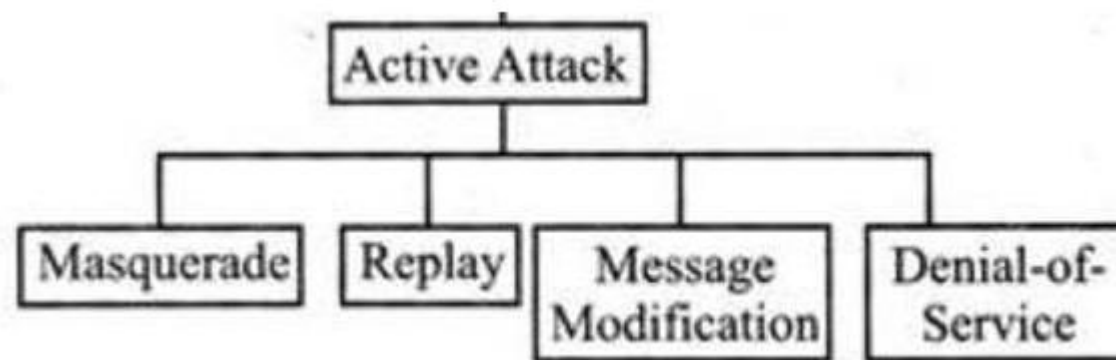 Active Attack
Masquerade
Replay
Message
Modification
Denial-of-
Service